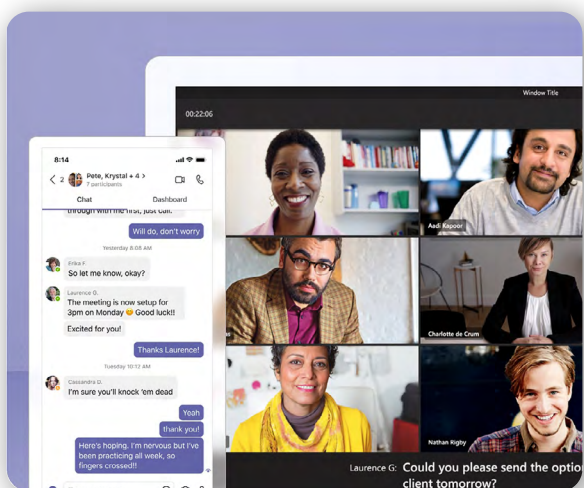 Window Title
00:22:06
Aadi Kapoor
as
Charlotte de Crum
Nathan Rigby
Laurence G: Could you please send the optio
client tomorrow?
8:14
2
Pete, Krystal + 4 >
7 participants
Chat
Dashboard
through with me first, just call.
Will do, don't worry
Yesterday 8:08 AM
Erika F.
So let me know, okay?
Laurence G.
The meeting is now setup for
3pm on Monday 😊 Good luck!!
Excited for you!
Thanks Laurence!
Tuesday 10:12 AM
Cassandra D.
I'm sure you'll knock 'em dead
Yeah
thank you!
Here's hoping. I'm nervous but I've
been practicing all week, so
fingers crossed!!